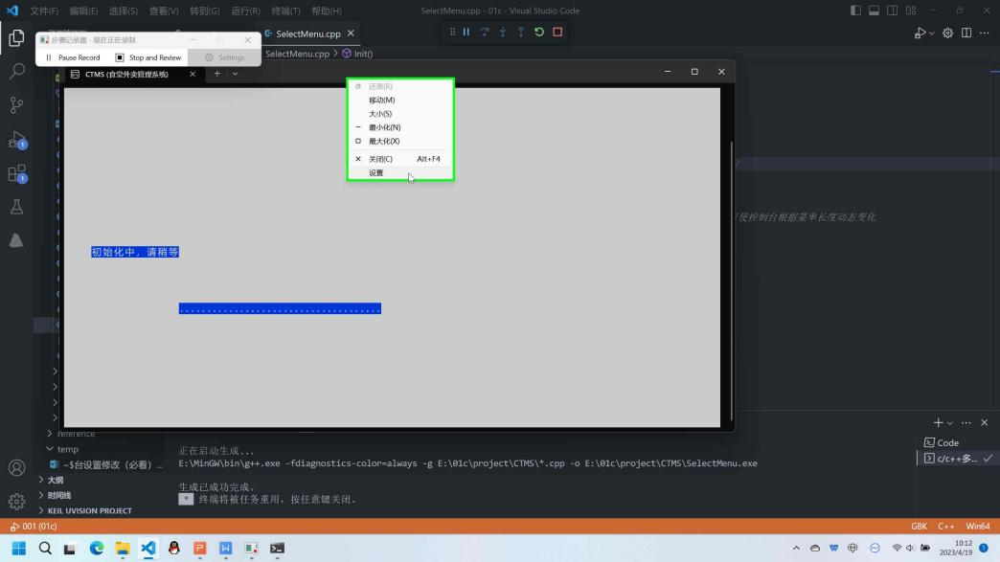 文件(F) 编辑(E) 选择(S) 查看(V) 转到(G) 运行(R) 终端(T) 帮助(H)
SelectMenu.cpp - 01c - Visual Studio Code
步骤记录器 - 现在正在录制
SelectMenu.cpp
Pause Record
Stop and Review
Settings
SelectMenu.cpp > Init()
CTMS (食堂外卖管理系统)
还原(R)
移动(M)
大小(S)
最小化(N)
最大化(X)
关闭(C) Alt+F4
设置
使控制台根据菜单长度动态变化
初始化中，请稍等
.....................................
reference
temp
大纲
时间线
KEIL UVISION PROJECT
正在启动生成...
E:\MinGW\bin\g++.exe -fdiagnostics-color=always -g E:\01c\project\CTMS\*.cpp -o E:\01c\project\CTMS\SelectMenu.exe
生成已成功完成。
* 终端将被任务重用，按任意键关闭。
Code
c/c++多...
001 (01c)
GBK C++ Win64
10:12
2023/4/19